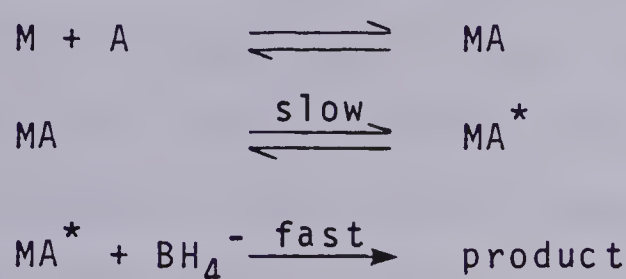 M + A ⇌ MA
MA slow ⇌ MA*
MA* + BH4- fast → product